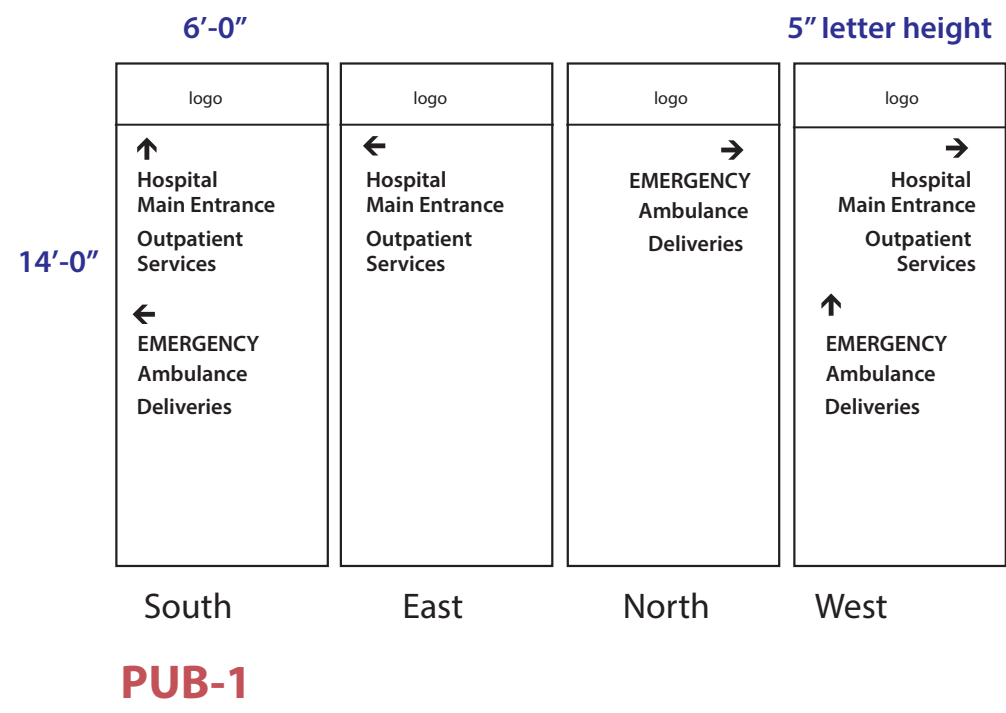 6’-0”
5” letter height
14’-0”
logo
↑
Hospital
Main Entrance
Outpatient
Services
←
EMERGENCY
Ambulance
Deliveries
South
logo
←
Hospital
Main Entrance
Outpatient
Services
East
logo
→
EMERGENCY
Ambulance
Deliveries
North
logo
→
Hospital
Main Entrance
Outpatient
Services
↑
EMERGENCY
Ambulance
Deliveries
West
PUB-1